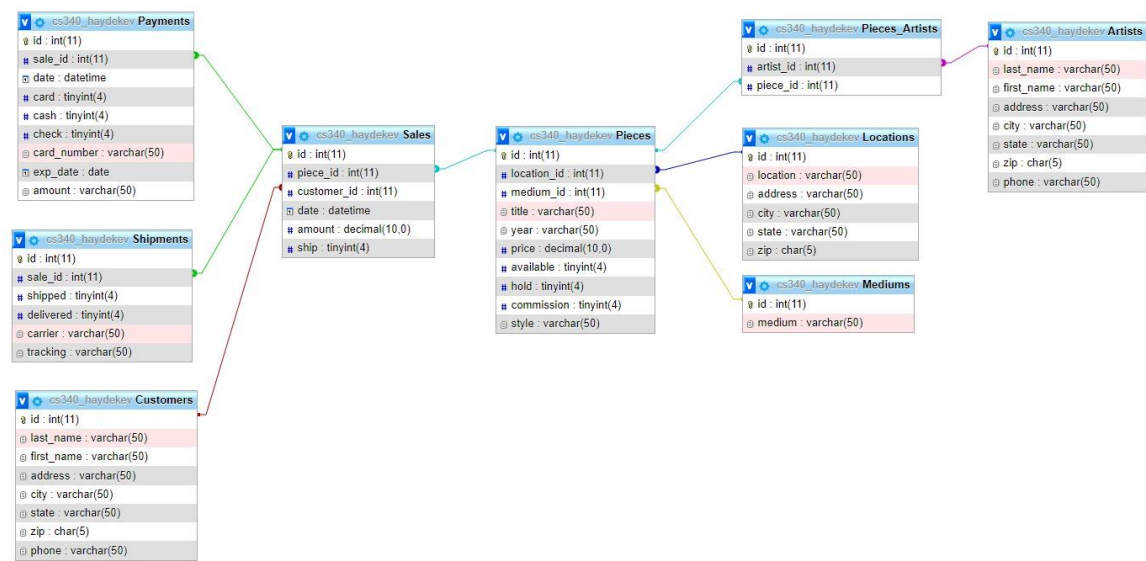 cs340_haydekev Payments
id : int(11)
sale_id : int(11)
date : datetime
card : tinyint(4)
cash : tinyint(4)
check : tinyint(4)
card_number : varchar(50)
exp_date : date
amount : varchar(50)
cs340_haydekev Shipments
id : int(11)
sale_id : int(11)
shipped : tinyint(4)
delivered : tinyint(4)
carrier : varchar(50)
tracking : varchar(50)
cs340_haydekev Customers
id : int(11)
last_name : varchar(50)
first_name : varchar(50)
address : varchar(50)
city : varchar(50)
state : varchar(50)
zip : char(5)
phone : varchar(50)
cs340_haydekev Sales
id : int(11)
piece_id : int(11)
customer_id : int(11)
date : datetime
amount : decimal(10,0)
ship : tinyint(4)
cs340_haydekev Pieces
id : int(11)
location_id : int(11)
medium_id : int(11)
title : varchar(50)
year : varchar(50)
price : decimal(10,0)
available : tinyint(4)
hold : tinyint(4)
commission : tinyint(4)
style : varchar(50)
cs340_haydekev Pieces_Artists
id : int(11)
artist_id : int(11)
piece_id : int(11)
cs340_haydekev Locations
id : int(11)
location : varchar(50)
address : varchar(50)
city : varchar(50)
state : varchar(50)
zip : char(5)
cs340_haydekev Mediums
id : int(11)
medium : varchar(50)
cs340_haydekev Artists
id : int(11)
last_name : varchar(50)
first_name : varchar(50)
address : varchar(50)
city : varchar(50)
state : varchar(50)
zip : char(5)
phone : varchar(50)